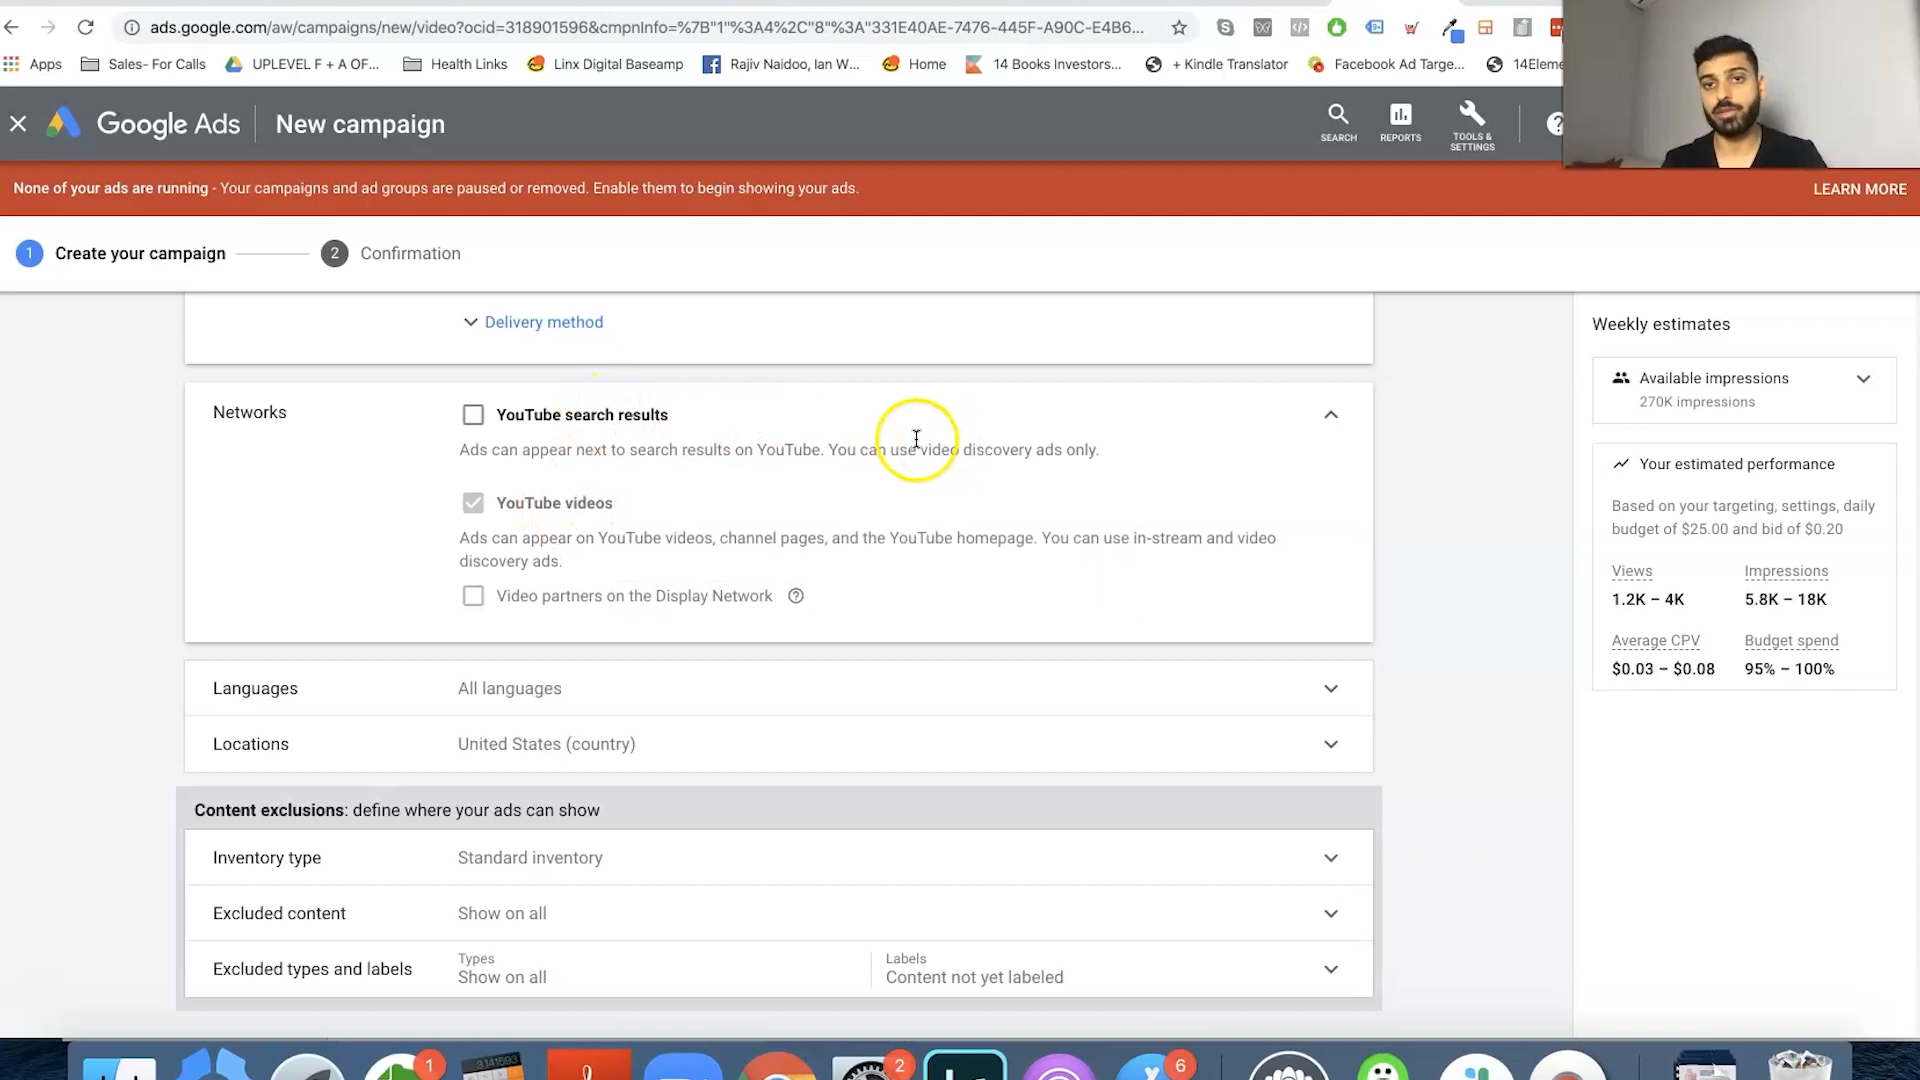 ads.google.com/aw/campaigns/new/video?ocid=318901596&cmpnInfo=%7B"1"%3A4%2C"8"%3A"331E40AE-7476-445F-A90C-E4B6...
Apps
Sales- For Calls
UPLEVEL F + A OF...
Health Links
Linx Digital Baseamp
Rajiv Naidoo, Ian W...
Home
14 Books Investors...
+ Kindle Translator
Facebook Ad Targe...
14Eleme
Google Ads
New campaign
SEARCH
REPORTS
TOOLS &
SETTINGS
None of your ads are running - Your campaigns and ad groups are paused or removed. Enable them to begin showing your ads.
LEARN MORE
1 Create your campaign
2 Confirmation
Delivery method
Networks
YouTube search results
Ads can appear next to search results on YouTube. You can use video discovery ads only.
YouTube videos
Ads can appear on YouTube videos, channel pages, and the YouTube homepage. You can use in-stream and video
discovery ads.
Video partners on the Display Network
Languages
All languages
Locations
United States (country)
Content exclusions: define where your ads can show
Inventory type
Standard inventory
Excluded content
Show on all
Excluded types and labels
Types
Show on all
Labels
Content not yet labeled
Weekly estimates
Available impressions
270K impressions
Your estimated performance
Based on your targeting, settings, daily
budget of $25.00 and bid of $0.20
Views
Impressions
1.2K – 4K
5.8K – 18K
Average CPV
Budget spend
$0.03 – $0.08
95% – 100%
1
3.141593
2
6